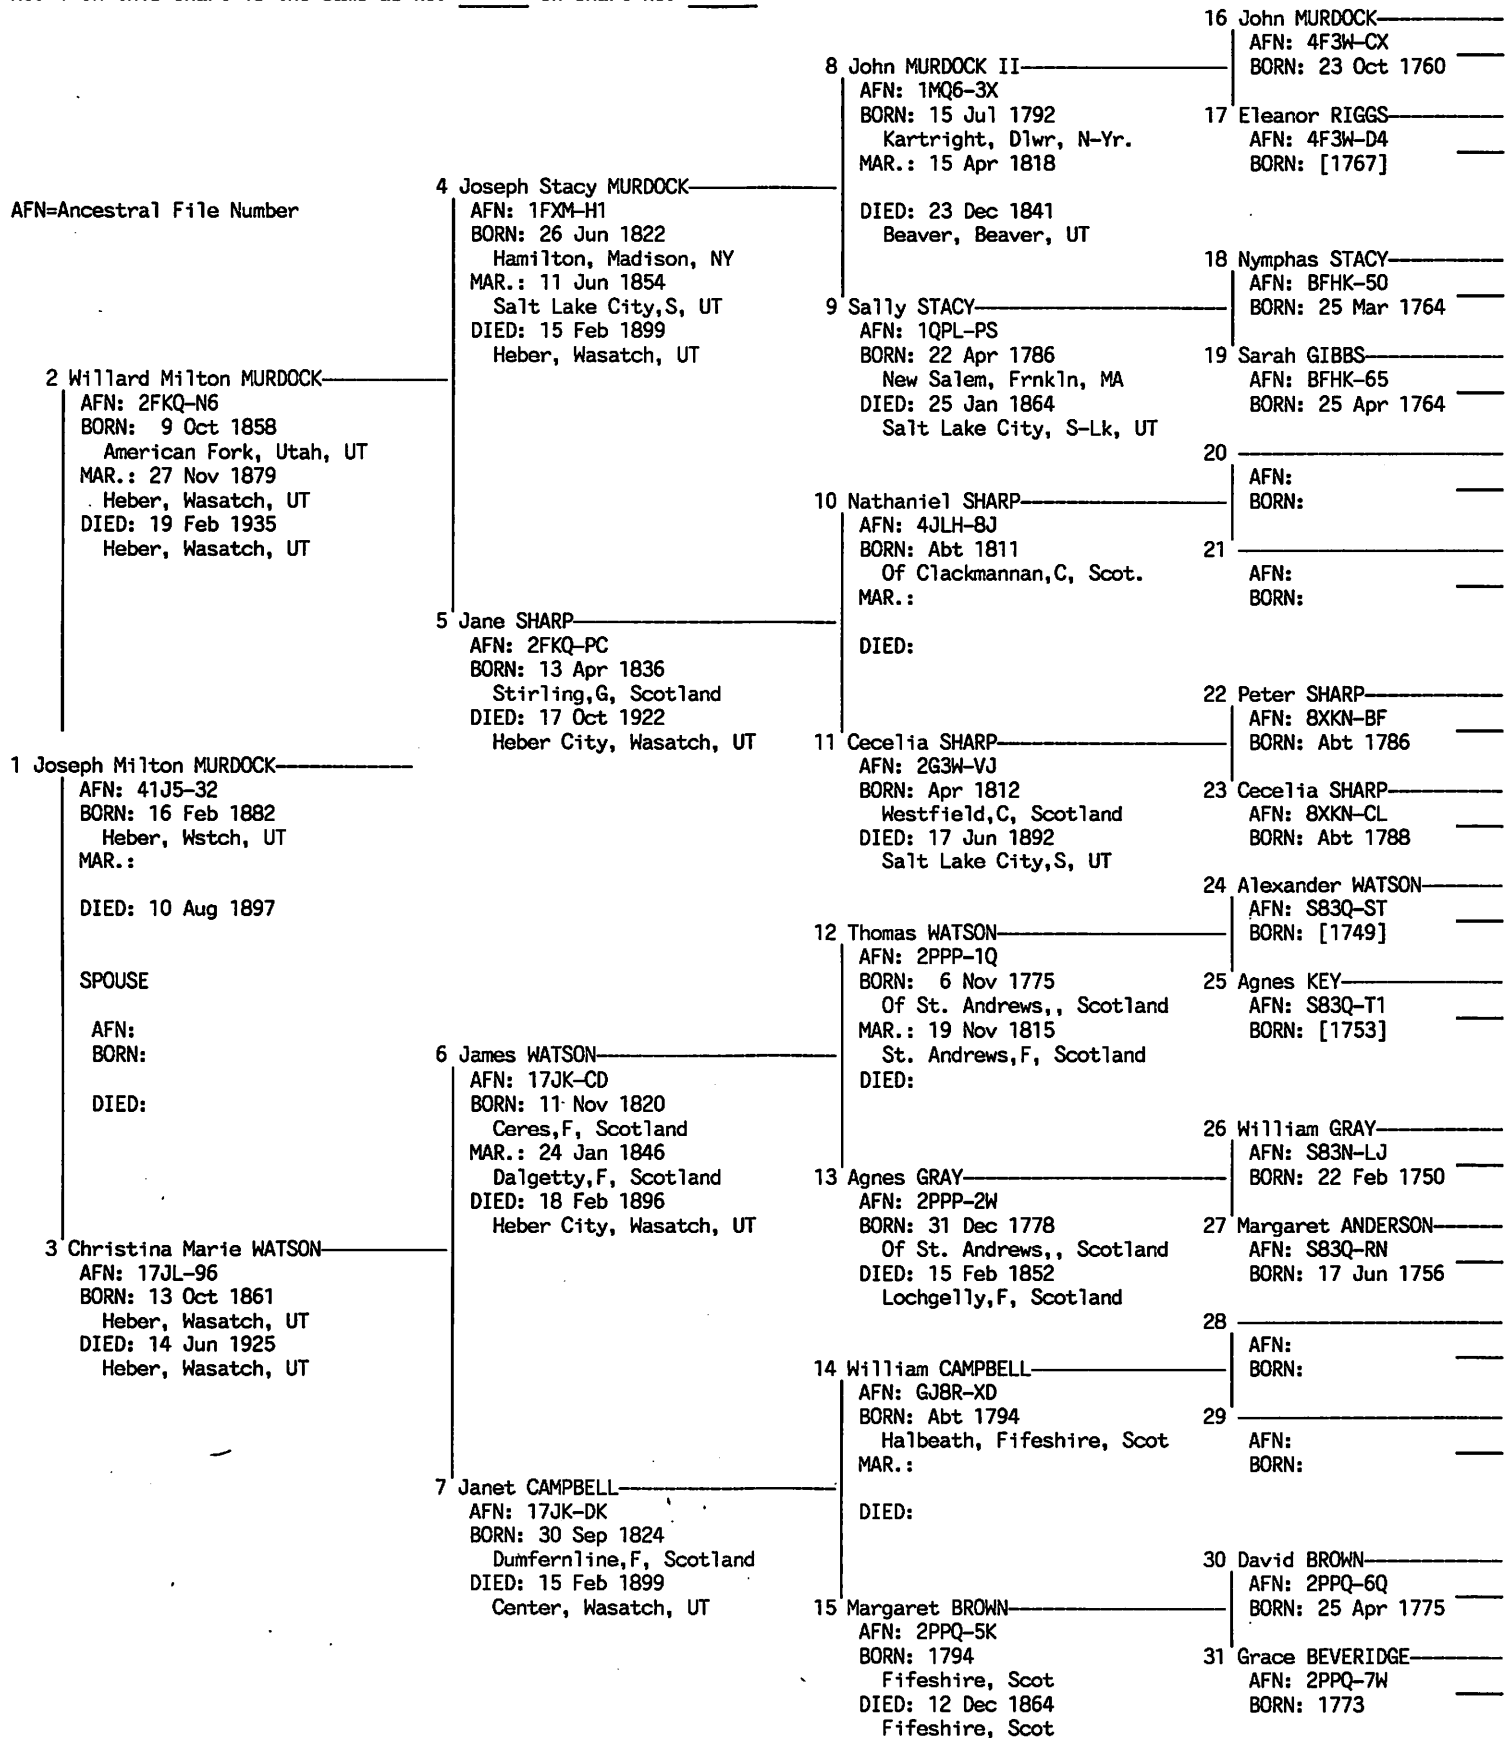 16 John MURDOCK
AFN: 4F3W-CX
BORN: 23 Oct 1760
8 John MURDOCK II
AFN: 1MQ6-3X
BORN: 15 Jul 1792
Kartright, Dlwr, N-Yr.
MAR.: 15 Apr 1818
DIED: 23 Dec 1841
Beaver, Beaver, UT
17 Eleanor RIGGS
AFN: 4F3W-D4
BORN: [1767]
4 Joseph Stacy MURDOCK
AFN: 1FXM-H1
BORN: 26 Jun 1822
Hamilton, Madison, NY
MAR.: 11 Jun 1854
Salt Lake City,S, UT
DIED: 15 Feb 1899
Heber, Wasatch, UT
AFN=Ancestral File Number
18 Nymphas STACY
AFN: BFHK-50
BORN: 25 Mar 1764
9 Sally STACY
AFN: 1QPL-PS
BORN: 22 Apr 1786
New Salem, Frnkln, MA
DIED: 25 Jan 1864
Salt Lake City, S-Lk, UT
19 Sarah GIBBS
AFN: BFHK-65
BORN: 25 Apr 1764
2 Willard Milton MURDOCK
AFN: 2FKQ-N6
BORN: 9 Oct 1858
American Fork, Utah, UT
MAR.: 27 Nov 1879
Heber, Wasatch, UT
DIED: 19 Feb 1935
Heber, Wasatch, UT
20
AFN:
BORN:
10 Nathaniel SHARP
AFN: 4JLH-8J
BORN: Abt 1811
Of Clackmannan,C, Scot.
MAR.:
DIED:
21
AFN:
BORN:
5 Jane SHARP
AFN: 2FKQ-PC
BORN: 13 Apr 1836
Stirling,G, Scotland
DIED: 17 Oct 1922
Heber City, Wasatch, UT
22 Peter SHARP
AFN: 8XKN-BF
BORN: Abt 1786
11 Cecelia SHARP
AFN: 2G3W-VJ
BORN: Apr 1812
Westfield,C, Scotland
DIED: 17 Jun 1892
Salt Lake City,S, UT
23 Cecelia SHARP
AFN: 8XKN-CL
BORN: Abt 1788
1 Joseph Milton MURDOCK
AFN: 41J5-32
BORN: 16 Feb 1882
Heber, Wstch, UT
MAR.:
DIED: 10 Aug 1897
SPOUSE
AFN:
BORN:
DIED:
24 Alexander WATSON
AFN: S83Q-ST
BORN: [1749]
12 Thomas WATSON
AFN: 2PPP-1Q
BORN: 6 Nov 1775
Of St. Andrews,, Scotland
MAR.: 19 Nov 1815
St. Andrews,F, Scotland
DIED:
25 Agnes KEY
AFN: S83Q-T1
BORN: [1753]
6 James WATSON
AFN: 17JK-CD
BORN: 11 Nov 1820
Ceres,F, Scotland
MAR.: 24 Jan 1846
Dalgetty,F, Scotland
DIED: 18 Feb 1896
Heber City, Wasatch, UT
26 William GRAY
AFN: S83N-LJ
BORN: 22 Feb 1750
13 Agnes GRAY
AFN: 2PPP-2W
BORN: 31 Dec 1778
Of St. Andrews,, Scotland
DIED: 15 Feb 1852
Lochgelly,F, Scotland
27 Margaret ANDERSON
AFN: S83Q-RN
BORN: 17 Jun 1756
3 Christina Marie WATSON
AFN: 17JL-96
BORN: 13 Oct 1861
Heber, Wasatch, UT
DIED: 14 Jun 1925
Heber, Wasatch, UT
28
AFN:
BORN:
14 William CAMPBELL
AFN: GJ8R-XD
BORN: Abt 1794
Halbeath, Fifeshire, Scot
MAR.:
DIED:
29
AFN:
BORN:
7 Janet CAMPBELL
AFN: 17JK-DK
BORN: 30 Sep 1824
Dumfernline,F, Scotland
DIED: 15 Feb 1899
Center, Wasatch, UT
30 David BROWN
AFN: 2PPQ-6Q
BORN: 25 Apr 1775
15 Margaret BROWN
AFN: 2PPQ-5K
BORN: 1794
Fifeshire, Scot
DIED: 12 Dec 1864
Fifeshire, Scot
31 Grace BEVERIDGE
AFN: 2PPQ-7W
BORN: 1773